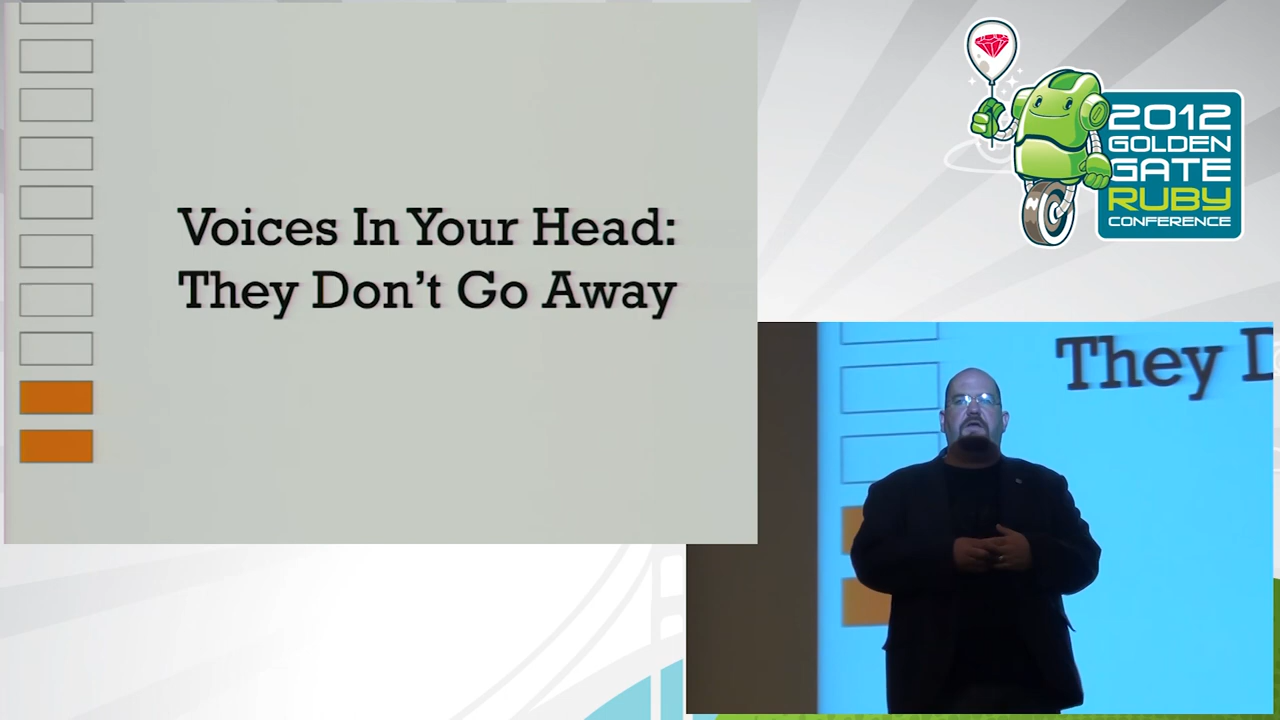 Voices In Your Head:
They Don't Go Away
2012
GOLDEN
GATE
RUBY
CONFERENCE
They D